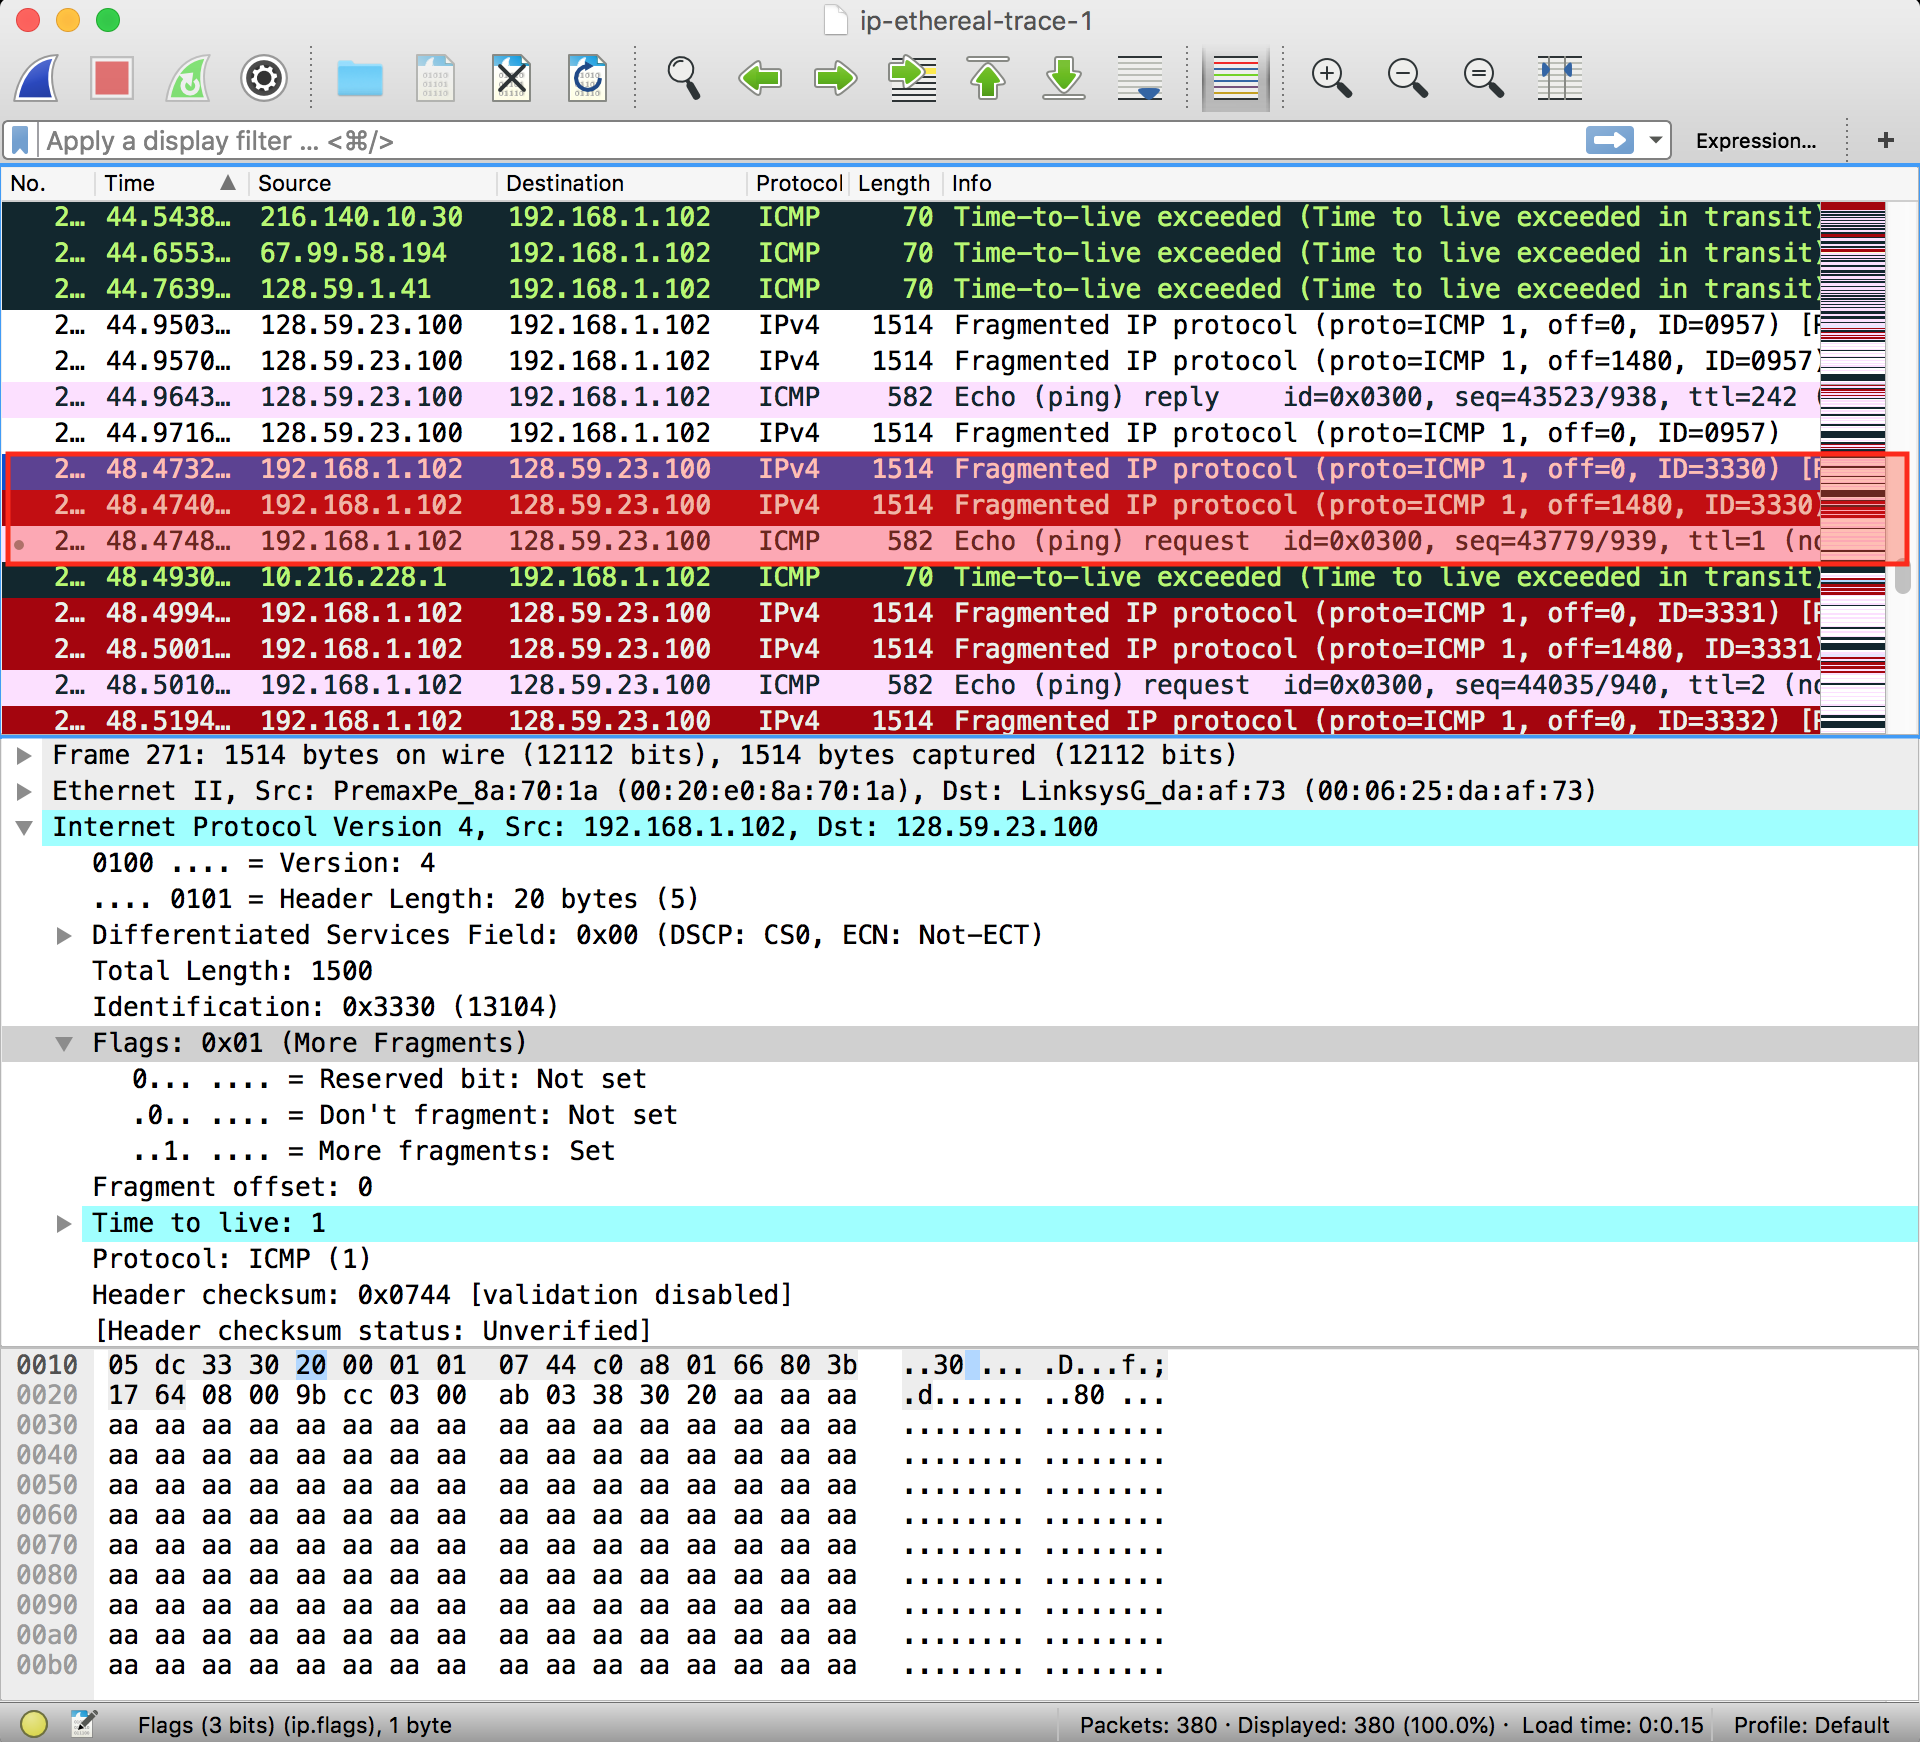 ip-ethereal-trace-1
Apply a display filter ... <⌘/>
Expression...
+
No. Time Source Destination Protocol Length Info
2... 44.5438... 216.140.10.30 192.168.1.102 ICMP 70 Time-to-live exceeded (Time to live exceeded in transit)
2... 44.6553... 67.99.58.194 192.168.1.102 ICMP 70 Time-to-live exceeded (Time to live exceeded in transit)
2... 44.7639... 128.59.1.41 192.168.1.102 ICMP 70 Time-to-live exceeded (Time to live exceeded in transit)
2... 44.9503... 128.59.23.100 192.168.1.102 IPv4 1514 Fragmented IP protocol (proto=ICMP 1, off=0, ID=0957) [
2... 44.9570... 128.59.23.100 192.168.1.102 IPv4 1514 Fragmented IP protocol (proto=ICMP 1, off=1480, ID=0957)
2... 44.9643... 128.59.23.100 192.168.1.102 ICMP 582 Echo (ping) reply id=0x0300, seq=43523/938, ttl=242 (
2... 44.9716... 128.59.23.100 192.168.1.102 IPv4 1514 Fragmented IP protocol (proto=ICMP 1, off=0, ID=0957)
2... 48.4732... 192.168.1.102 128.59.23.100 IPv4 1514 Fragmented IP protocol (proto=ICMP 1, off=0, ID=3330) [
2... 48.4740... 192.168.1.102 128.59.23.100 IPv4 1514 Fragmented IP protocol (proto=ICMP 1, off=1480, ID=3330)
2... 48.4748... 192.168.1.102 128.59.23.100 ICMP 582 Echo (ping) request id=0x0300, seq=43779/939, ttl=1 (no
2... 48.4930... 10.216.228.1 192.168.1.102 ICMP 70 Time-to-live exceeded (Time to live exceeded in transit)
2... 48.4994... 192.168.1.102 128.59.23.100 IPv4 1514 Fragmented IP protocol (proto=ICMP 1, off=0, ID=3331) [
2... 48.5001... 192.168.1.102 128.59.23.100 IPv4 1514 Fragmented IP protocol (proto=ICMP 1, off=1480, ID=3331)
2... 48.5010... 192.168.1.102 128.59.23.100 ICMP 582 Echo (ping) request id=0x0300, seq=44035/940, ttl=2 (no
2... 48.5194... 192.168.1.102 128.59.23.100 IPv4 1514 Fragmented IP protocol (proto=ICMP 1, off=0, ID=3332) [
Frame 271: 1514 bytes on wire (12112 bits), 1514 bytes captured (12112 bits)
Ethernet II, Src: PremaxPe_8a:70:1a (00:20:e0:8a:70:1a), Dst: LinksysG_da:af:73 (00:06:25:da:af:73)
Internet Protocol Version 4, Src: 192.168.1.102, Dst: 128.59.23.100
0100 .... = Version: 4
.... 0101 = Header Length: 20 bytes (5)
Differentiated Services Field: 0x00 (DSCP: CS0, ECN: Not-ECT)
Total Length: 1500
Identification: 0x3330 (13104)
Flags: 0x01 (More Fragments)
0... .... = Reserved bit: Not set
.0.. .... = Don't fragment: Not set
..1. .... = More fragments: Set
Fragment offset: 0
Time to live: 1
Protocol: ICMP (1)
Header checksum: 0x0744 [validation disabled]
[Header checksum status: Unverified]
0010 05 dc 33 30 20 00 01 01 07 44 c0 a8 01 66 80 3b ..30 ... .D...f.;
0020 17 64 08 00 9b cc 03 00 ab 03 38 30 20 aa aa aa .d...... ..80 ...
0030 aa aa aa aa aa aa aa aa aa aa aa aa aa aa aa aa ........ ........
0040 aa aa aa aa aa aa aa aa aa aa aa aa aa aa aa aa ........ ........
0050 aa aa aa aa aa aa aa aa aa aa aa aa aa aa aa aa ........ ........
0060 aa aa aa aa aa aa aa aa aa aa aa aa aa aa aa aa ........ ........
0070 aa aa aa aa aa aa aa aa aa aa aa aa aa aa aa aa ........ ........
0080 aa aa aa aa aa aa aa aa aa aa aa aa aa aa aa aa ........ ........
0090 aa aa aa aa aa aa aa aa aa aa aa aa aa aa aa aa ........ ........
00a0 aa aa aa aa aa aa aa aa aa aa aa aa aa aa aa aa ........ ........
00b0 aa aa aa aa aa aa aa aa aa aa aa aa aa aa aa aa ........ ........
Flags (3 bits) (ip.flags), 1 byte
Packets: 380 · Displayed: 380 (100.0%) · Load time: 0:0.15
Profile: Default